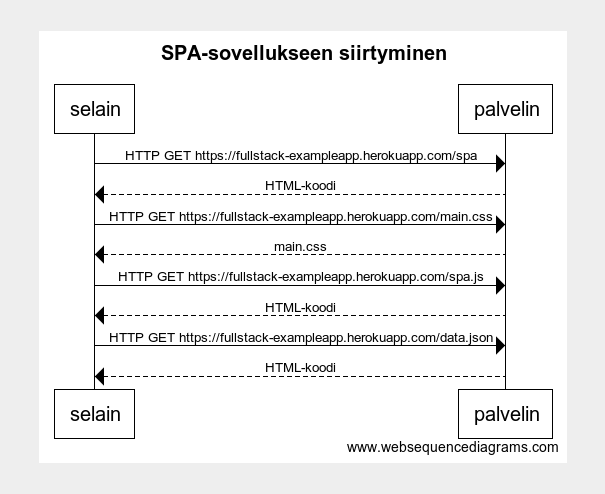 SPA-sovellukseen siirtyminen
selain palvelin
HTTP GET https://fullstack-exampleapp.herokuapp.com/spa
HTML-koodi
HTTP GET https://fullstack-exampleapp.herokuapp.com/main.css
main.css
HTTP GET https://fullstack-exampleapp.herokuapp.com/spa.js
HTML-koodi
HTTP GET https://fullstack-exampleapp.herokuapp.com/data.json
HTML-koodi
selain palvelin
www.websequencediagrams.com